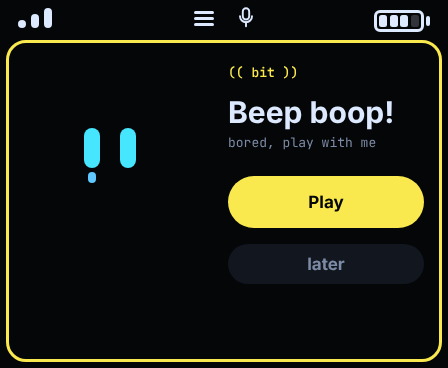 (( bit ))
Beep boop!
bored, play with me
Play
later